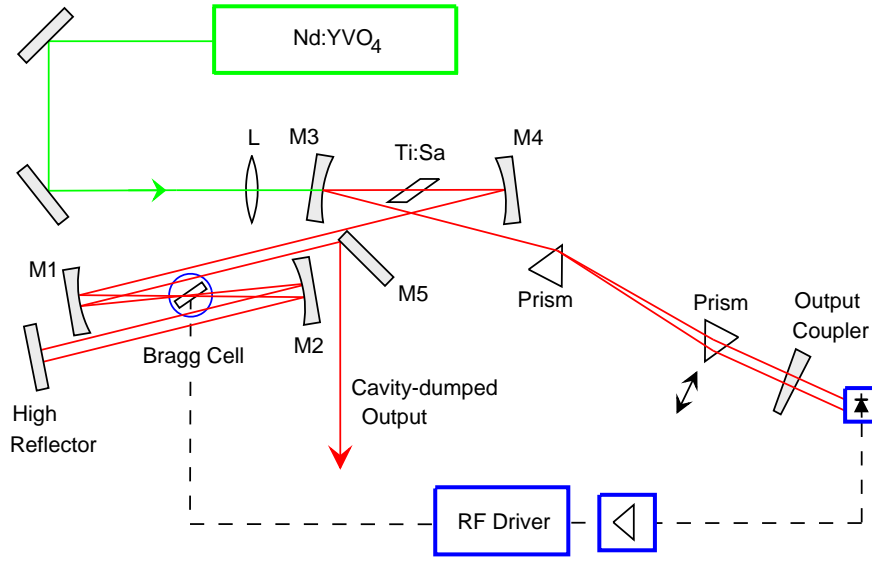 Nd:YVO4
L
M3
Ti:Sa
M4
M1
M2
M5
Prism
Prism
Output
Coupler
Bragg Cell
High
Reflector
Cavity-dumped
Output
RF Driver